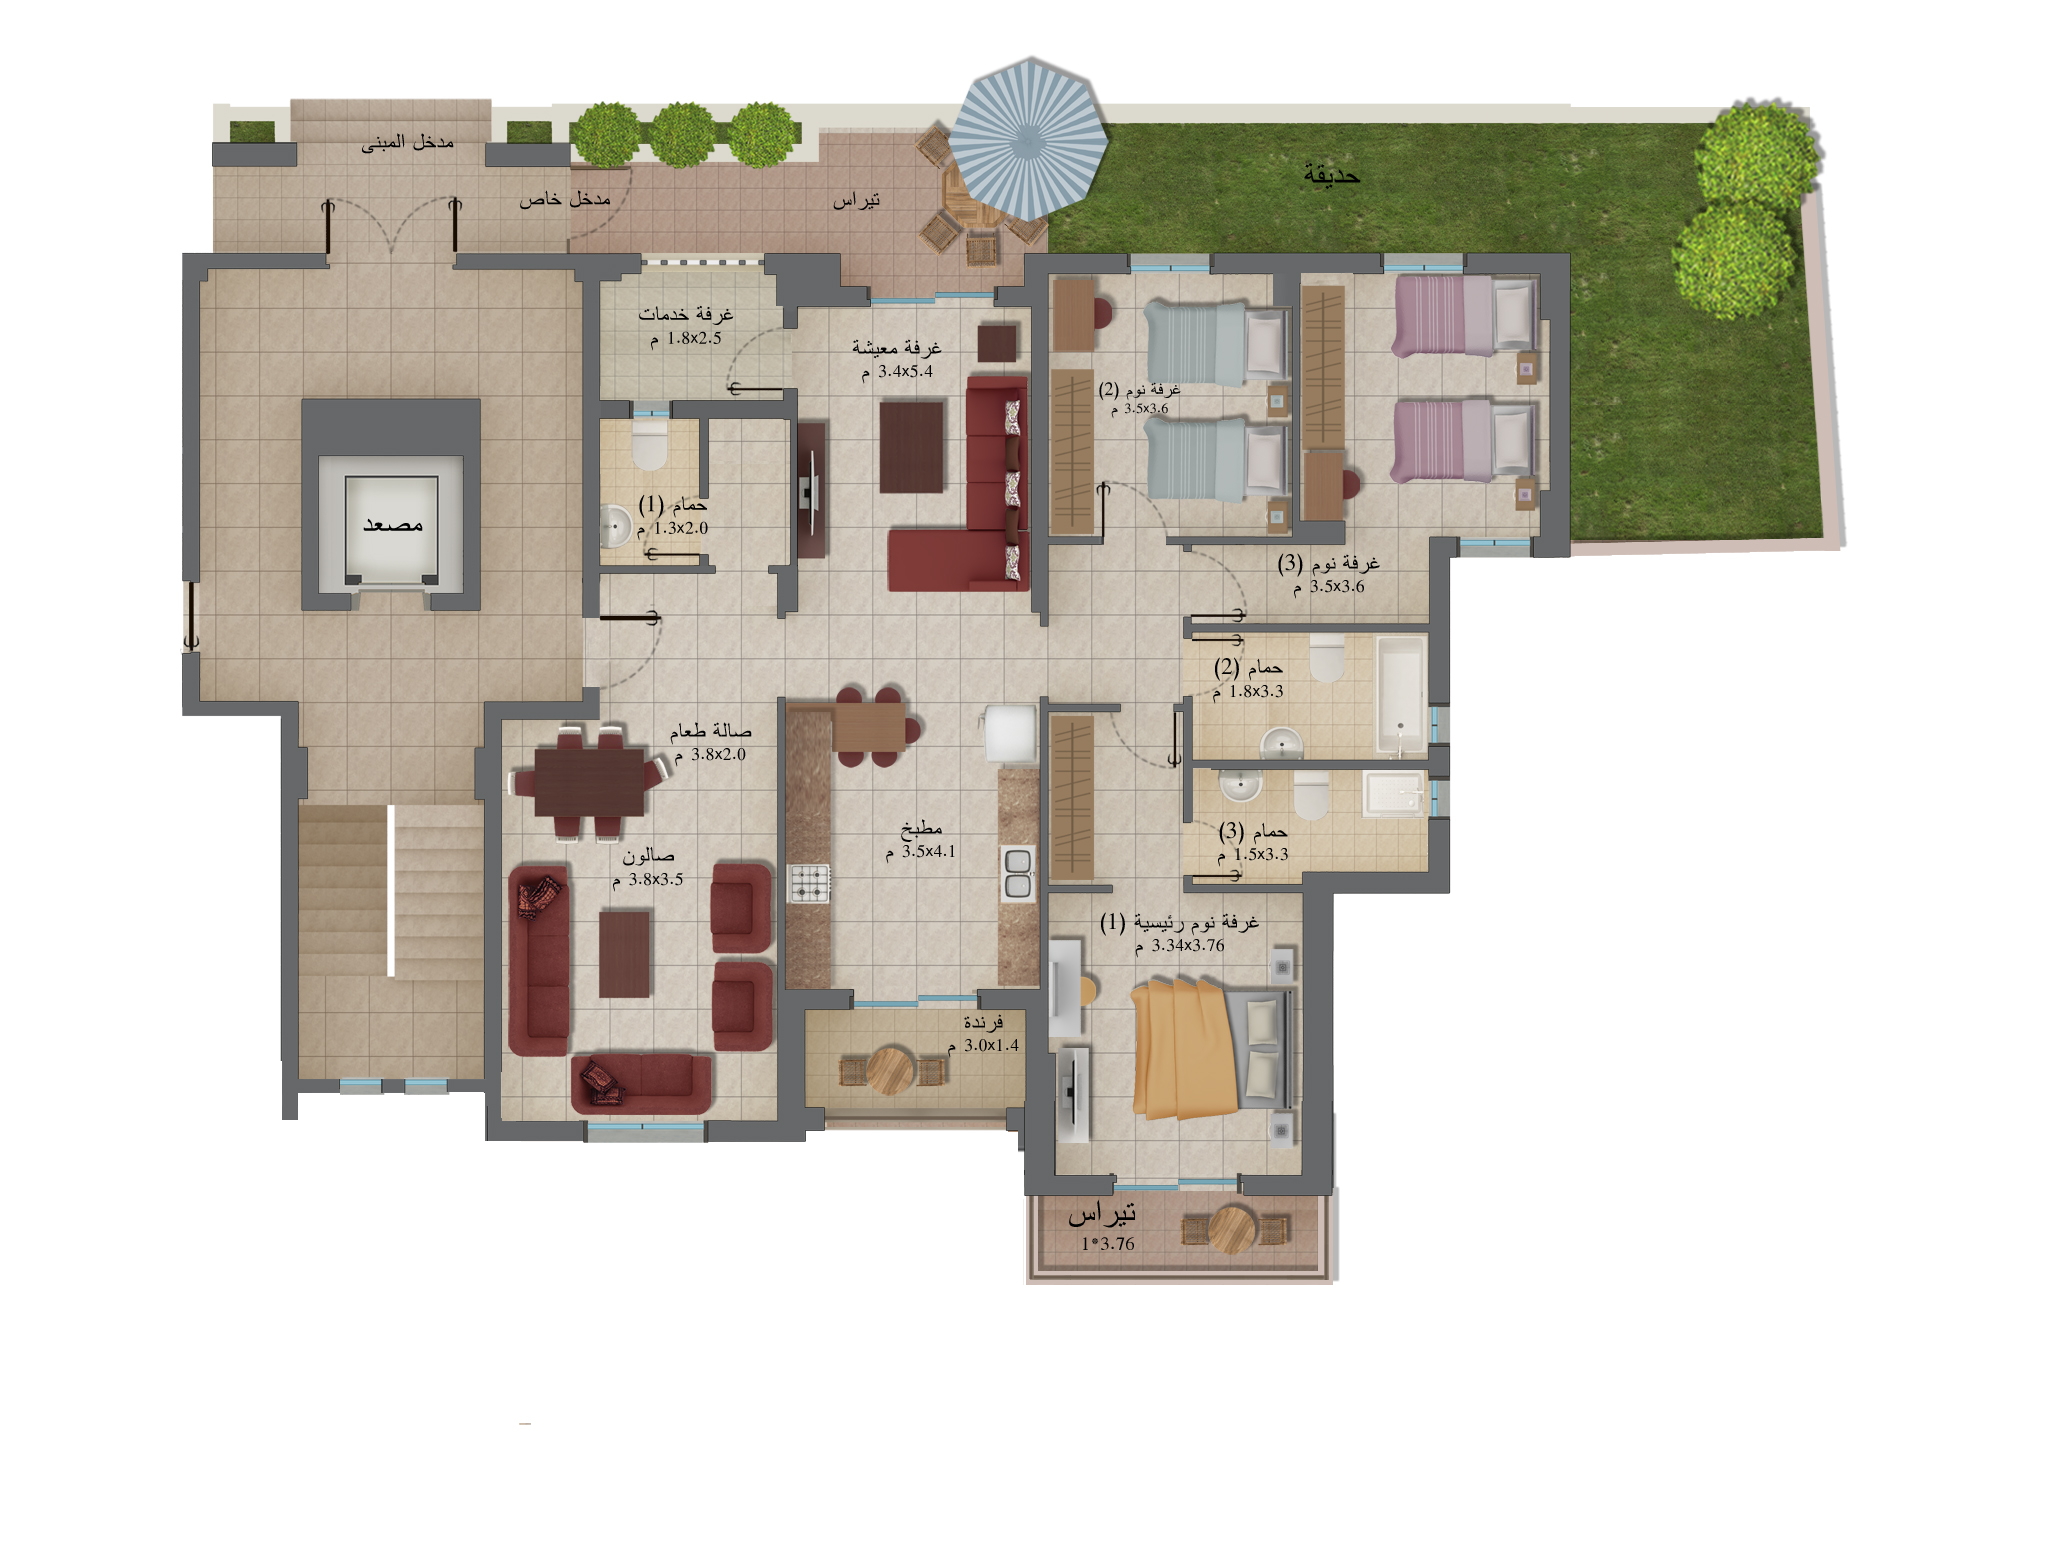 مدخل المبنى
مدخل خاص
تيراس
حديقة
غرفة خدمات
1.8x2.5 م
غرفة معيشة
3.4x5.4 م
غرفة نوم (2)
3.5x3.6 م
مصعد
حمام (1)
1.3x2.0 م
غرفة نوم (3)
3.5x3.6 م
حمام (2)
1.8x3.3 م
صالة طعام
3.8x2.0 م
مطبخ
3.5x4.1 م
حمام (3)
1.5x3.3 م
صالون
3.8x3.5 م
غرفة نوم رئيسية (1)
3.34x3.76 م
فرندة
3.0x1.4 م
تيراس
1*3.76